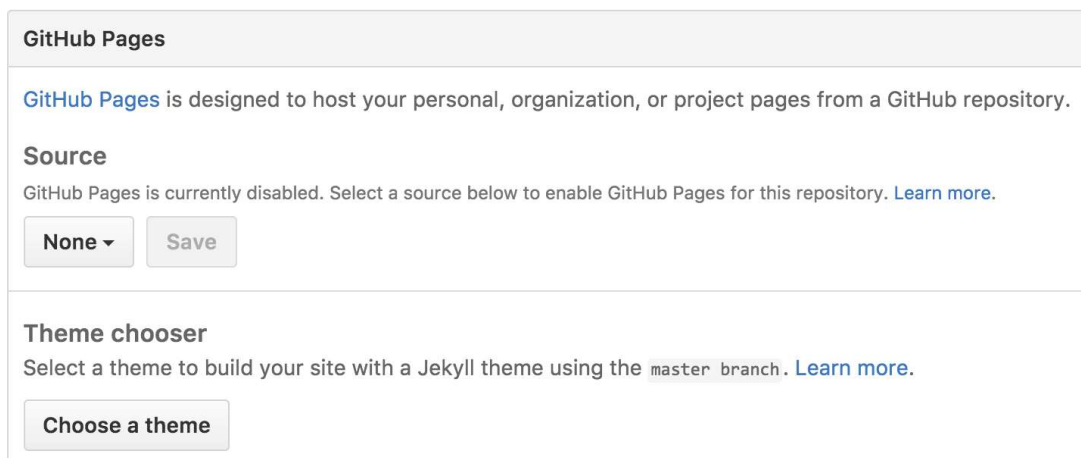 GitHub Pages
GitHub Pages is designed to host your personal, organization, or project pages from a GitHub repository.
Source
GitHub Pages is currently disabled. Select a source below to enable GitHub Pages for this repository. Learn more.
None Save
Theme chooser
Select a theme to build your site with a Jekyll theme using the master branch. Learn more.
Choose a theme